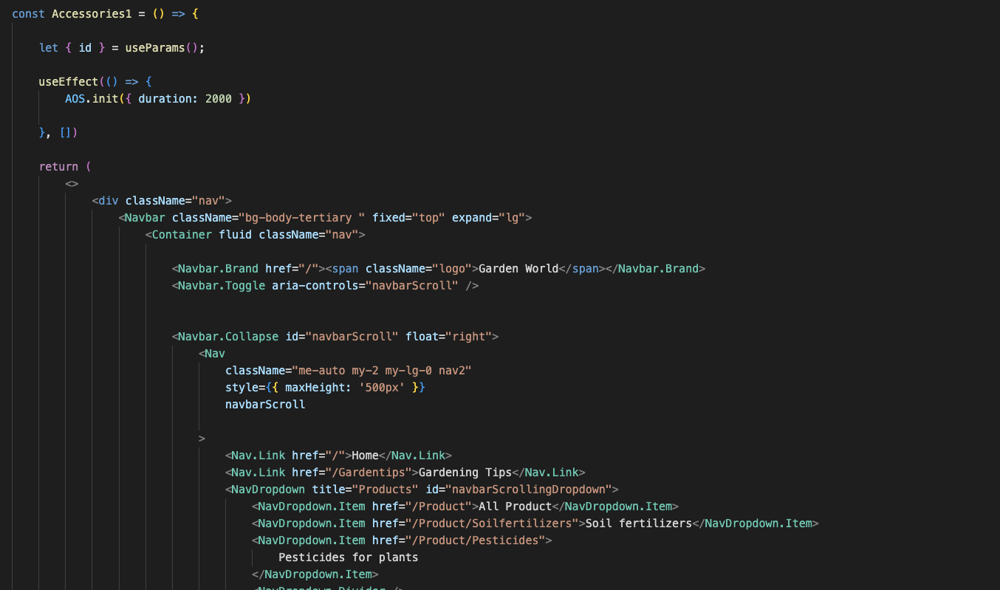 const Accessories1 = () => {
let { id } = useParams();
useEffect(() => {
AOS.init({ duration: 2000 })
}, [])
return (
<>
<div className="nav">
<Navbar className="bg-body-tertiary " fixed="top" expand="lg">
<Container fluid className="nav">
<Navbar.Brand href="/"><span className="logo">Garden World</span></Navbar.Brand>
<Navbar.Toggle aria-controls="navbarScroll" />
<Navbar.Collapse id="navbarScroll" float="right">
<Nav
className="me-auto my-2 my-lg-0 nav2"
style={{ maxHeight: '500px' }}
navbarScroll
>
<Nav.Link href="/">Home</Nav.Link>
<Nav.Link href="/Gardentips">Gardening Tips</Nav.Link>
<NavDropdown title="Products" id="navbarScrollingDropdown">
<NavDropdown.Item href="/Product">All Product</NavDropdown.Item>
<NavDropdown.Item href="/Product/Soilfertilizers">Soil fertilizers</NavDropdown.Item>
<NavDropdown.Item href="/Product/Pesticides">
Pesticides for plants
</NavDropdown.Item>
<NavDropdown.Divider />